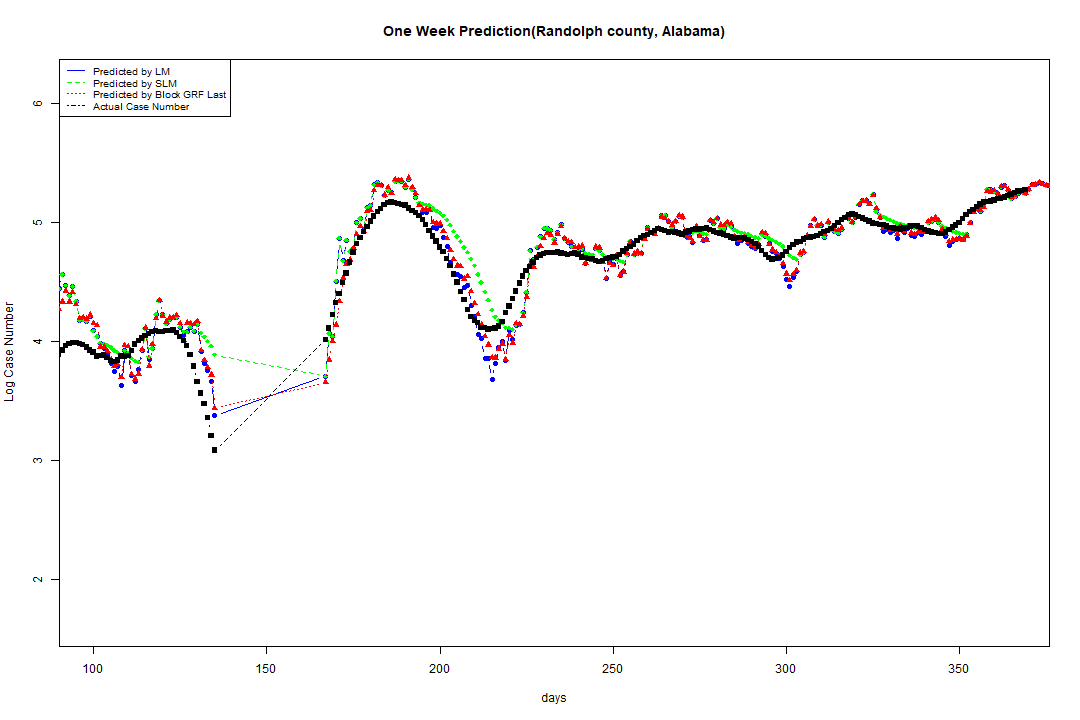 One Week Prediction(Randolph county, Alabama)
Predicted by LM
Predicted by SLM
Predicted by Block GRF Last
Actual Case Number
6
5
4
3
2
Log Case Number
100 150 200 250 300 350
days